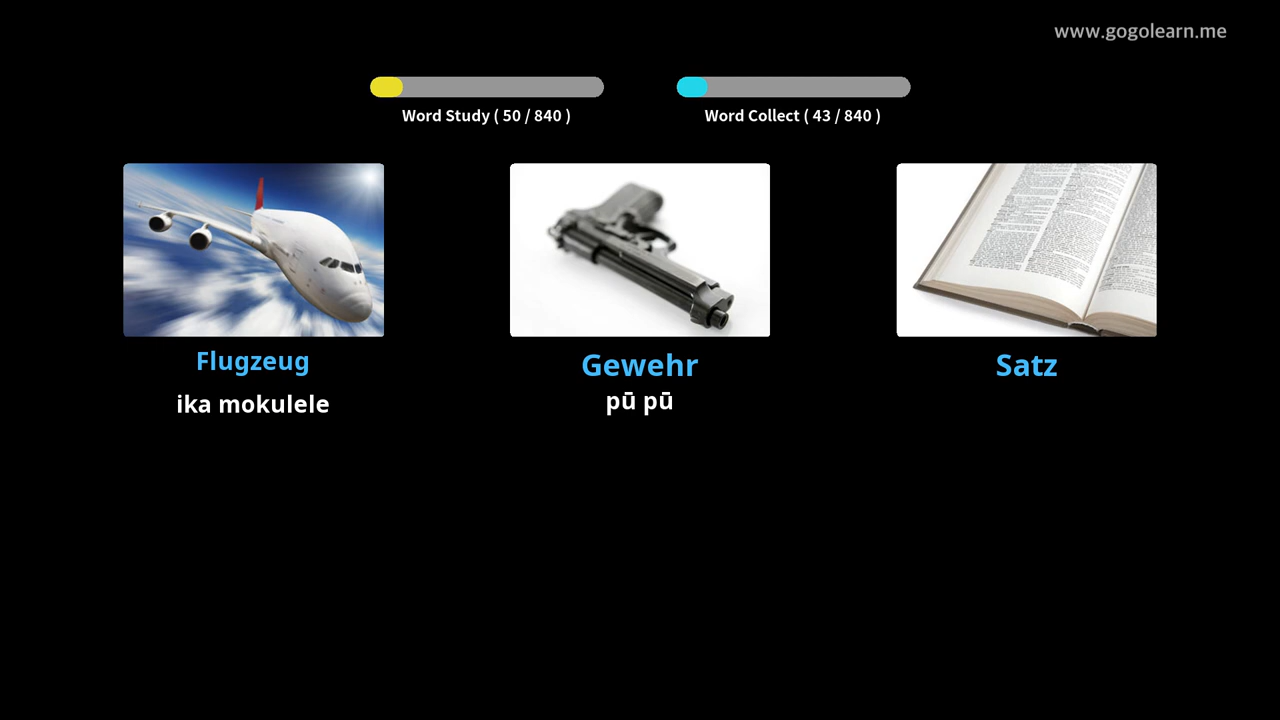 www.gogolearn.me
Word Study ( 50 / 840 )
Word Collect ( 43 / 840 )
Flugzeug
ika mokulele
Gewehr
pū pū
Satz